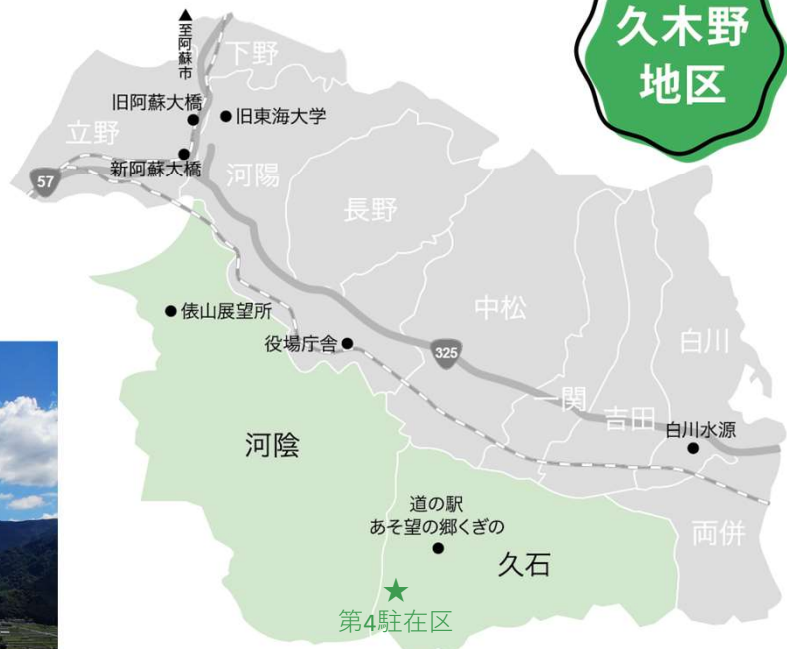 久木野
地区
▲至阿蘇市
下野
旧阿蘇大橋
旧東海大学
立野
新阿蘇大橋
河陽
57
長野
中松
俵山展望所
役場庁舎
325
白川
一関
吉田
白川水源
河陰
道の駅
あそ望の郷くぎの
両併
久石
★
第4駐在区